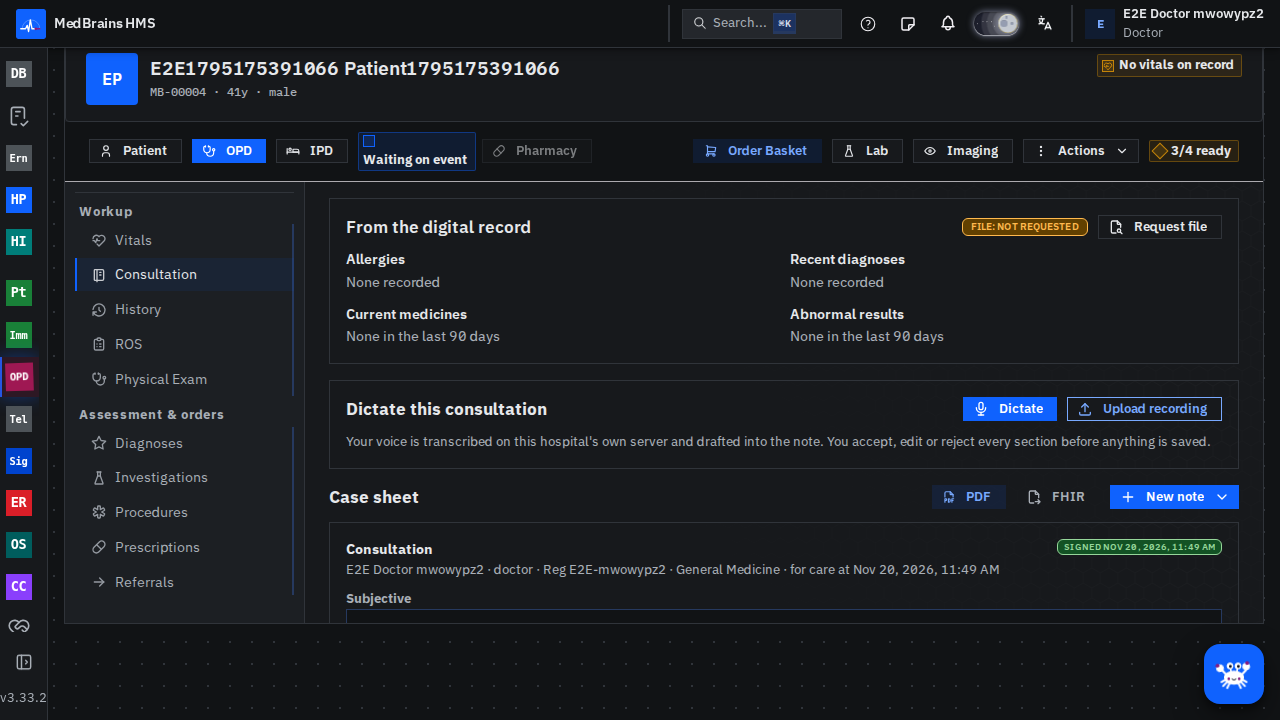 MedBrains HMS
Search... ⌘K
E
E2E Doctor mwowypz2
Doctor
DB
Ern
HP
HI
Pt
Imm
OPD
Tel
Sig
ER
OS
CC
v3.33.2
EP
E2E1795175391066 Patient1795175391066
MB-00004 · 41y · male
No vitals on record
Patient
OPD
IPD
Waiting on event
Pharmacy
Order Basket
Lab
Imaging
Actions
3/4 ready
Workup
Vitals
Consultation
History
ROS
Physical Exam
Assessment & orders
Diagnoses
Investigations
Procedures
Prescriptions
Referrals
From the digital record
FILE: NOT REQUESTED
Request file
Allergies
None recorded
Recent diagnoses
None recorded
Current medicines
None in the last 90 days
Abnormal results
None in the last 90 days
Dictate this consultation
Dictate
Upload recording
Your voice is transcribed on this hospital's own server and drafted into the note. You accept, edit or reject every section before anything is saved.
Case sheet
PDF
FHIR
New note
Consultation
SIGNED NOV 20, 2026, 11:49 AM
E2E Doctor mwowypz2 · doctor · Reg E2E-mwowypz2 · General Medicine · for care at Nov 20, 2026, 11:49 AM
Subjective